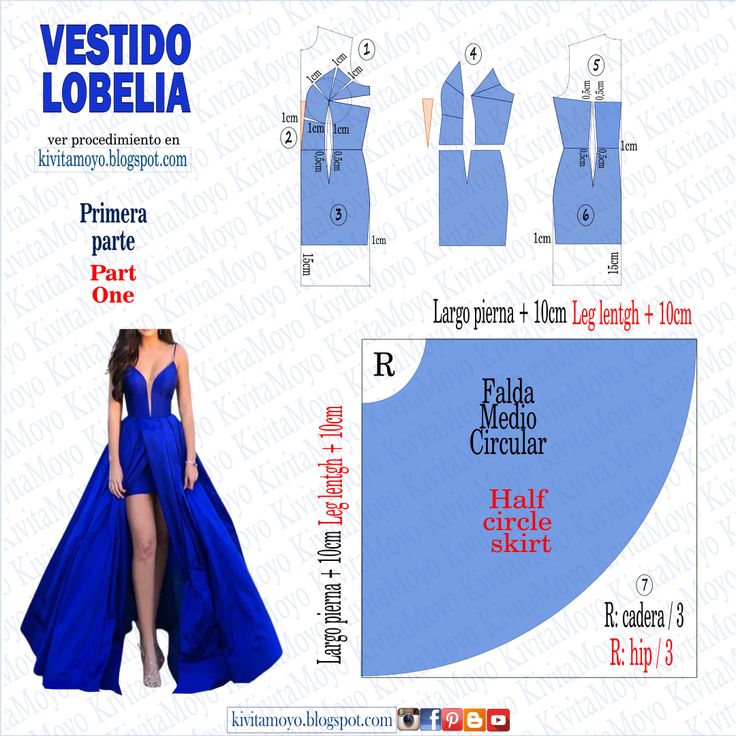 VESTIDO
LOBELIA
ver procedimiento en
kivitamoyo.blogspot.com
Primera
parte
Part
One
1
1cm
1cm
1cm
1cm
2
1cm
1cm
0,5cm
0,5cm
3
1cm
15cm
4
5
0,5cm
0,5cm
1cm
0,5cm
0,5cm
6
1cm
15cm
Largo pierna + 10cm Leg lentgh + 10cm
R
Falda
Medio
Circular
Half
circle
skirt
Largo pierna + 10cm Leg lentgh + 10cm
7
R: cadera / 3
R: hip / 3
kivitamoyo.blogspot.com
KivitaMoyo